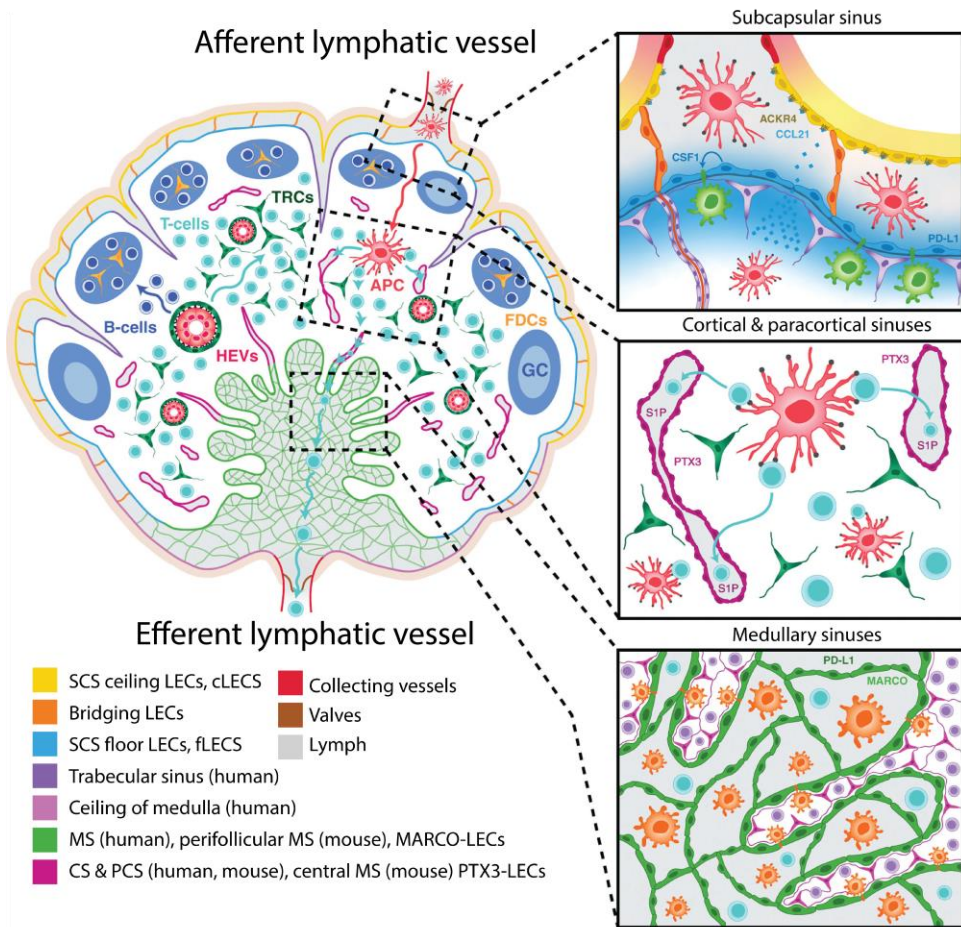 Subcapsular sinus
Afferent lymphatic vessel
ACKR4
CCL21
CSF1
PD-L1
TRCs
T-cells
APC
B-cells
FDCs
HEVs
GC
Cortical & paracortical sinuses
PTX3
S1P
S1P
PTX3
S1P
Medullary sinuses
PD-L1
MARCO
Efferent lymphatic vessel
SCS ceiling LECs, cLECS
Bridging LECs
SCS floor LECs, fLECS
Trabecular sinus (human)
Ceiling of medulla (human)
MS (human), perifollicular MS (mouse), MARCO-LECs
CS & PCS (human, mouse), central MS (mouse) PTX3-LECs
Collecting vessels
Valves
Lymph